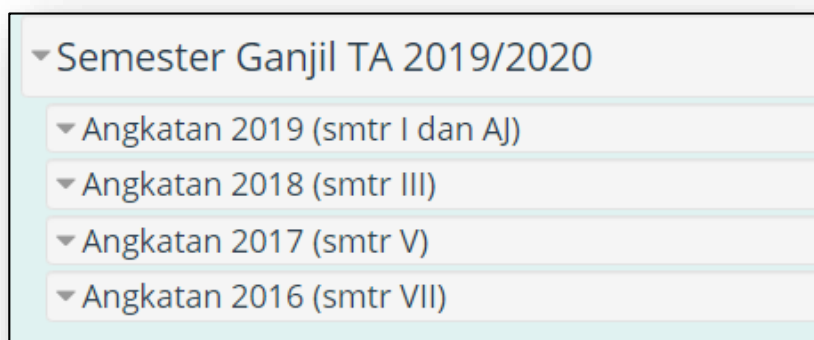 Semester Ganjil TA 2019/2020
Angkatan 2019 (smtr I dan AJ)
Angkatan 2018 (smtr III)
Angkatan 2017 (smtr V)
Angkatan 2016 (smtr VII)